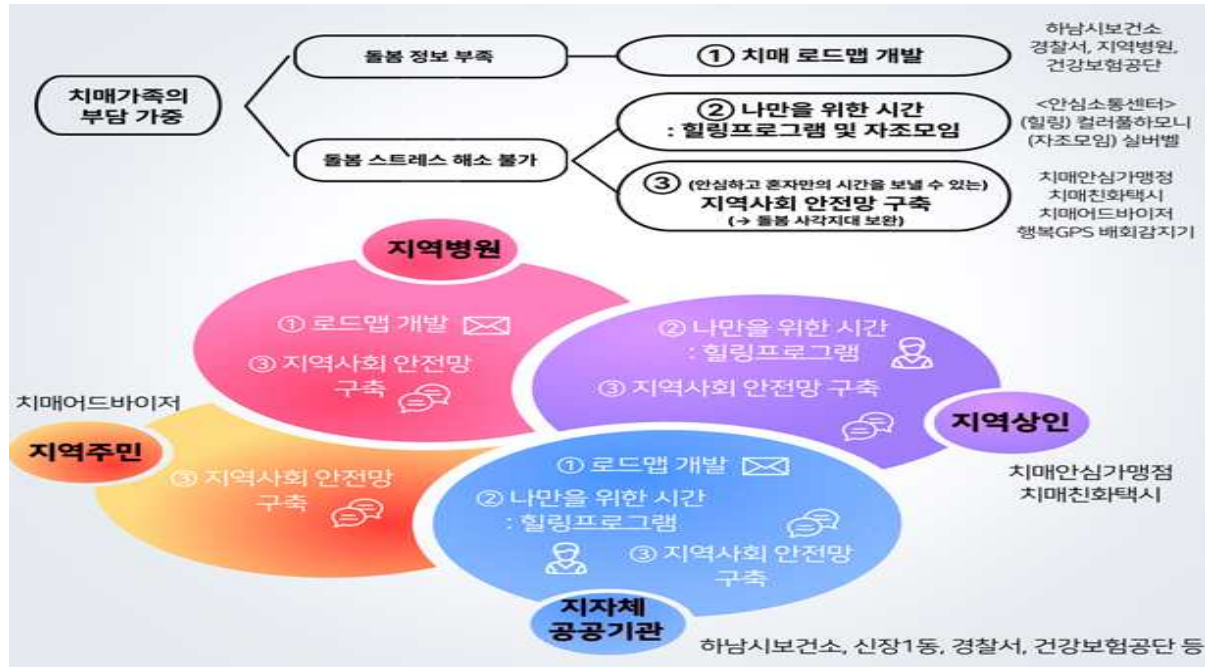 치매가족의
부담 가중
돌봄 정보 부족
돌봄 스트레스 해소 불가
① 치매 로드맵 개발
하남시보건소
경찰서, 지역병원,
건강보험공단
② 나만을 위한 시간
: 힐링프로그램 및 자조모임
<안심소통센터>
(힐링) 컬러풀하모니
(자조모임) 실버벨
③ (안심하고 혼자만의 시간을 보낼 수 있는)
지역사회 안전망 구축
(→ 돌봄 사각지대 보완)
치매안심가맹점
치매친화택시
치매어드바이저
행복GPS 배회감지기
지역병원
① 로드맵 개발
③ 지역사회 안전망
구축
② 나만을 위한 시간
: 힐링프로그램
③ 지역사회 안전망 구축
지역상인
치매안심가맹점
치매친화택시
치매어드바이저
지역주민
③ 지역사회 안전망
구축
① 로드맵 개발
② 나만을 위한 시간
: 힐링프로그램
③ 지역사회 안전망
구축
지자체
공공기관
하남시보건소, 신장1동, 경찰서, 건강보험공단 등